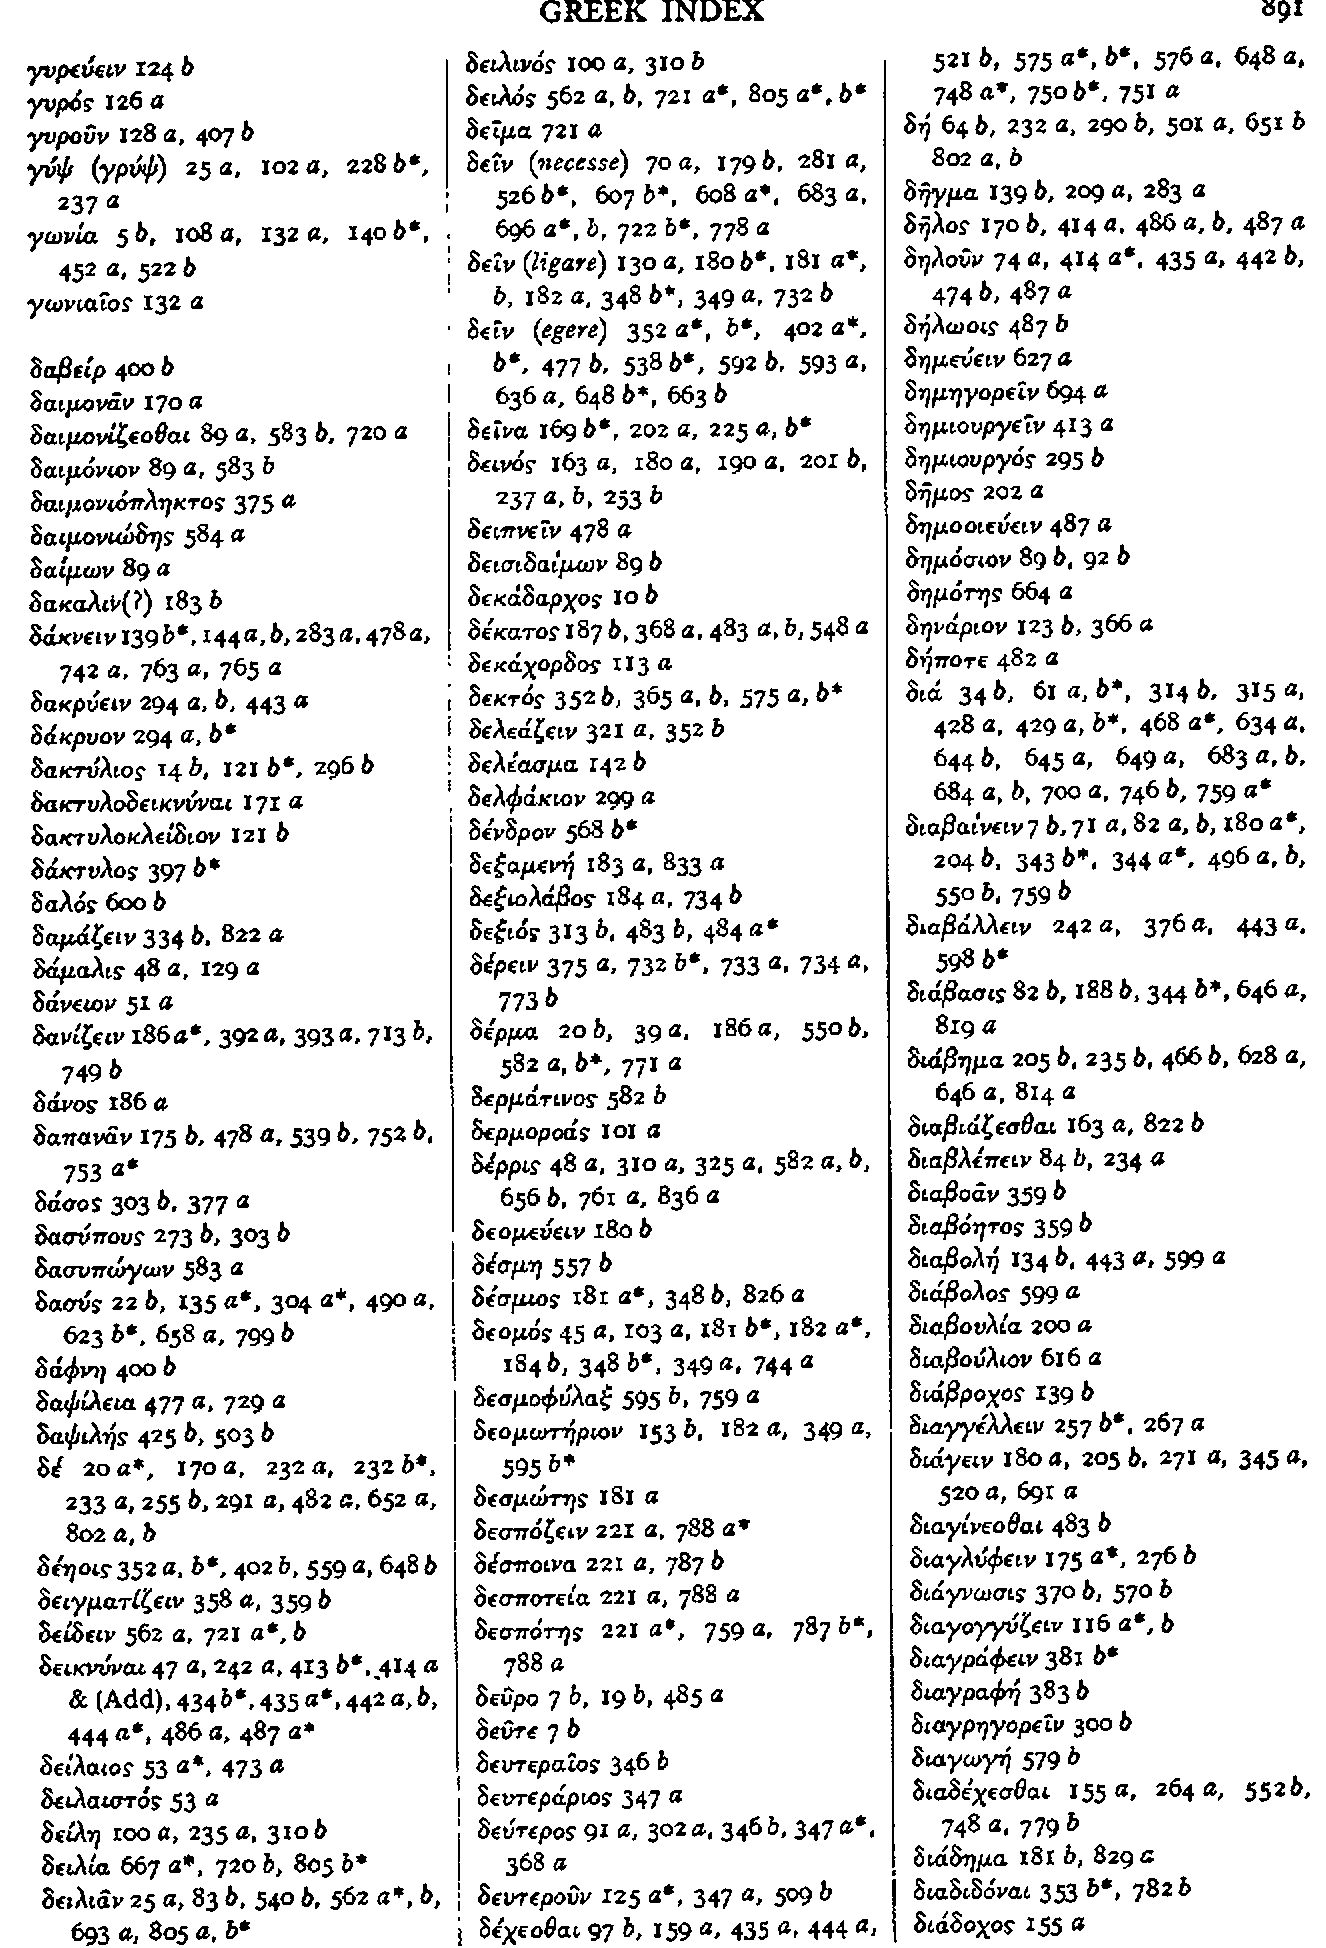 GREEK INDEX 891
γυρεύειν 124 b
γυρός 126 a
γυροῦν 128 a, 407 b
γύψ (γρύψ) 25 a, 102 a, 228 b*,
237 a
γωνία 5 b, 108 a, 132 a, 140 b*,
452 a, 522 b
γωνιαῖος 132 a
δαβείρ 400 b
δαιμονᾶν 170 a
δαιμονίζεσθαι 89 a, 583 b, 720 a
δαιμόνιον 89 a, 583 b
δαιμονιόπληκτος 375 a
δαιμονιώδης 584 a
δαίμων 89 a
δακαλιν(?) 183 b
δάκνειν 139 b*, 144 a, b, 283 a, 478 a,
742 a, 763 a, 765 a
δακρύειν 294 a, b, 443 a
δάκρυον 294 a, b*
δακτύλιος 14 b, 121 b*, 296 b
δακτυλοδεικνύναι 171 a
δακτυλοκλείδιον 121 b
δάκτυλος 397 b*
δαλός 600 b
δαμάζειν 334 b, 822 a
δάμαλις 48 a, 129 a
δάνειον 51 a
δανίζειν 186 a*, 392 a, 393 a, 713 b,
749 b
δάνος 186 a
δαπανᾶν 175 b, 478 a, 539 b, 752 b,
753 a*
δάσος 303 b, 377 a
δασύπους 273 b, 303 b
δασυπώγων 583 a
δασύς 22 b, 135 a*, 304 a*, 490 a,
623 b*, 658 a, 799 b
δάφνη 400 b
δαψίλεια 477 a, 729 a
δαψιλής 425 b, 503 b
δέ 20 a*, 170 a, 232 a, 232 b*,
233 a, 255 b, 291 a, 482 a, 652 a,
802 a, b
δέησις 352 a, b*, 402 b, 559 a, 648 b
δειγματίζειν 358 a, 359 b
δείδειν 562 a, 721 a*, b
δεικνύναι 47 a, 242 a, 413 b*, 414 a
& (Add), 434 b*, 435 a*, 442 a, b,
444 a*, 486 a, 487 a*
δείλαιος 53 a*, 473 a
δειλαιστός 53 a
δείλη 100 a, 235 a, 310 b
δειλία 667 a*, 720 b, 805 b*
δειλιᾶν 25 a, 83 b, 540 b, 562 a*, b,
693 a, 805 a, b*
δειλινός 100 a, 310 b
δειλός 562 a, b, 721 a*, 805 a*, b*
δεῖμα 721 a
δεῖν (necesse) 70 a, 179 b, 281 a,
526 b*, 607 b*, 608 a*, 683 a,
696 a*, b, 722 b*, 778 a
δεῖν (ligare) 130 a, 180 b*, 181 a*,
b, 182 a, 348 b*, 349 a, 732 b
δεῖν (egere) 352 a*, b*, 402 a*,
b*, 477 b, 538 b*, 592 b, 593 a,
636 a, 648 b*, 663 b
δεῖνα 169 b*, 202 a, 225 a, b*
δεινός 163 a, 180 a, 190 a, 201 b,
237 a, b, 253 b
δειπνεῖν 478 a
δεισιδαίμων 89 b
δεκάδαρχος 10 b
δέκατος 187 b, 368 a, 483 a, b, 548 a
δεκάχορδος 113 a
δεκτός 352 b, 365 a, b, 575 a, b*
δελεάζειν 321 a, 352 b
δελέασμα 142 b
δελφάκιον 299 a
δένδρον 568 b*
δεξαμενή 183 a, 833 a
δεξιολάβος 184 a, 734 b
δεξιός 313 b, 483 b, 484 a*
δέρειν 375 a, 732 b*, 733 a, 734 a,
773 b
δέρμα 20 b, 39 a, 186 a, 550 b,
582 a, b*, 771 a
δερμάτινος 582 b
δερμοροάς 101 a
δέρρις 48 a, 310 a, 325 a, 582 a, b,
656 b, 761 a, 836 a
δεσμεύειν 180 b
δέσμη 557 b
δέσμιος 181 a*, 348 b, 826 a
δεσμός 45 a, 103 a, 181 b*, 182 a*,
184 b, 348 b*, 349 a, 744 a
δεσμοφύλαξ 595 b, 759 a
δεσμωτήριον 153 b, 182 a, 349 a,
595 b*
δεσμώτης 181 a
δεσπόζειν 221 a, 788 a*
δέσποινα 221 a, 787 b
δεσποτεία 221 a, 788 a
δεσπότης 221 a*, 759 a, 787 b*,
788 a
δεῦρο 7 b, 19 b, 485 a
δεῦτε 7 b
δευτεραῖος 346 b
δευτεράριος 347 a
δεύτερος 91 a, 302 a, 346 b, 347 a*,
368 a
δευτεροῦν 125 a*, 347 a, 509 b
δέχεσθαι 97 b, 159 a, 435 a, 444 a,
521 b, 575 a*, b*, 576 a, 648 a,
748 a*, 750 b*, 751 a
δή 64 b, 232 a, 290 b, 501 a, 651 b
802 a, b
δῆγμα 139 b, 209 a, 283 a
δῆλος 170 b, 414 a, 486 a, b, 487 a
δηλοῦν 74 a, 414 a*, 435 a, 442 b,
474 b, 487 a
δήλωσις 487 b
δημεύειν 627 a
δημηγορεῖν 694 a
δημιουργεῖν 413 a
δημιουργός 295 b
δῆμος 202 a
δημοσιεύειν 487 a
δημόσιον 89 b, 92 b
δημότης 664 a
δηνάριον 123 b, 366 a
δήποτε 482 a
διά 34 b, 61 a, b*, 314 b, 315 a,
428 a, 429 a, b*, 468 a*, 634 a,
644 b, 645 a, 649 a, 683 a, b,
684 a, b, 700 a, 746 b, 759 a*
διαβαίνειν 7 b, 71 a, 82 a, b, 180 a*,
204 b, 343 b*, 344 a*, 496 a, b,
550 b, 759 b
διαβάλλειν 242 a, 376 a, 443 a,
598 b*
διάβασις 82 b, 188 b, 344 b*, 646 a,
819 a
διάβημα 205 b, 235 b, 466 b, 628 a,
646 a, 814 a
διαβιάζεσθαι 163 a, 822 b
διαβλέπειν 84 b, 234 a
διαβοᾶν 359 b
διαβόητος 359 b
διαβολή 134 b, 443 a, 599 a
διάβολος 599 a
διαβουλία 200 a
διαβούλιον 616 a
διάβροχος 139 b
διαγγέλλειν 257 b*, 267 a
διάγειν 180 a, 205 b, 271 a, 345 a,
520 a, 691 a
διαγίνεσθαι 483 b
διαγλύφειν 175 a*, 276 b
διάγνωσις 370 b, 570 b
διαγογγύζειν 116 a*, b
διαγράφειν 381 b*
διαγραφή 383 b
διαγρηγορεῖν 300 b
διαγωγή 579 b
διαδέχεσθαι 155 a, 264 a, 552 b,
748 a, 779 b
διάδημα 181 b, 829 a
διαδιδόναι 353 b*, 782 b
διάδοχος 155 a